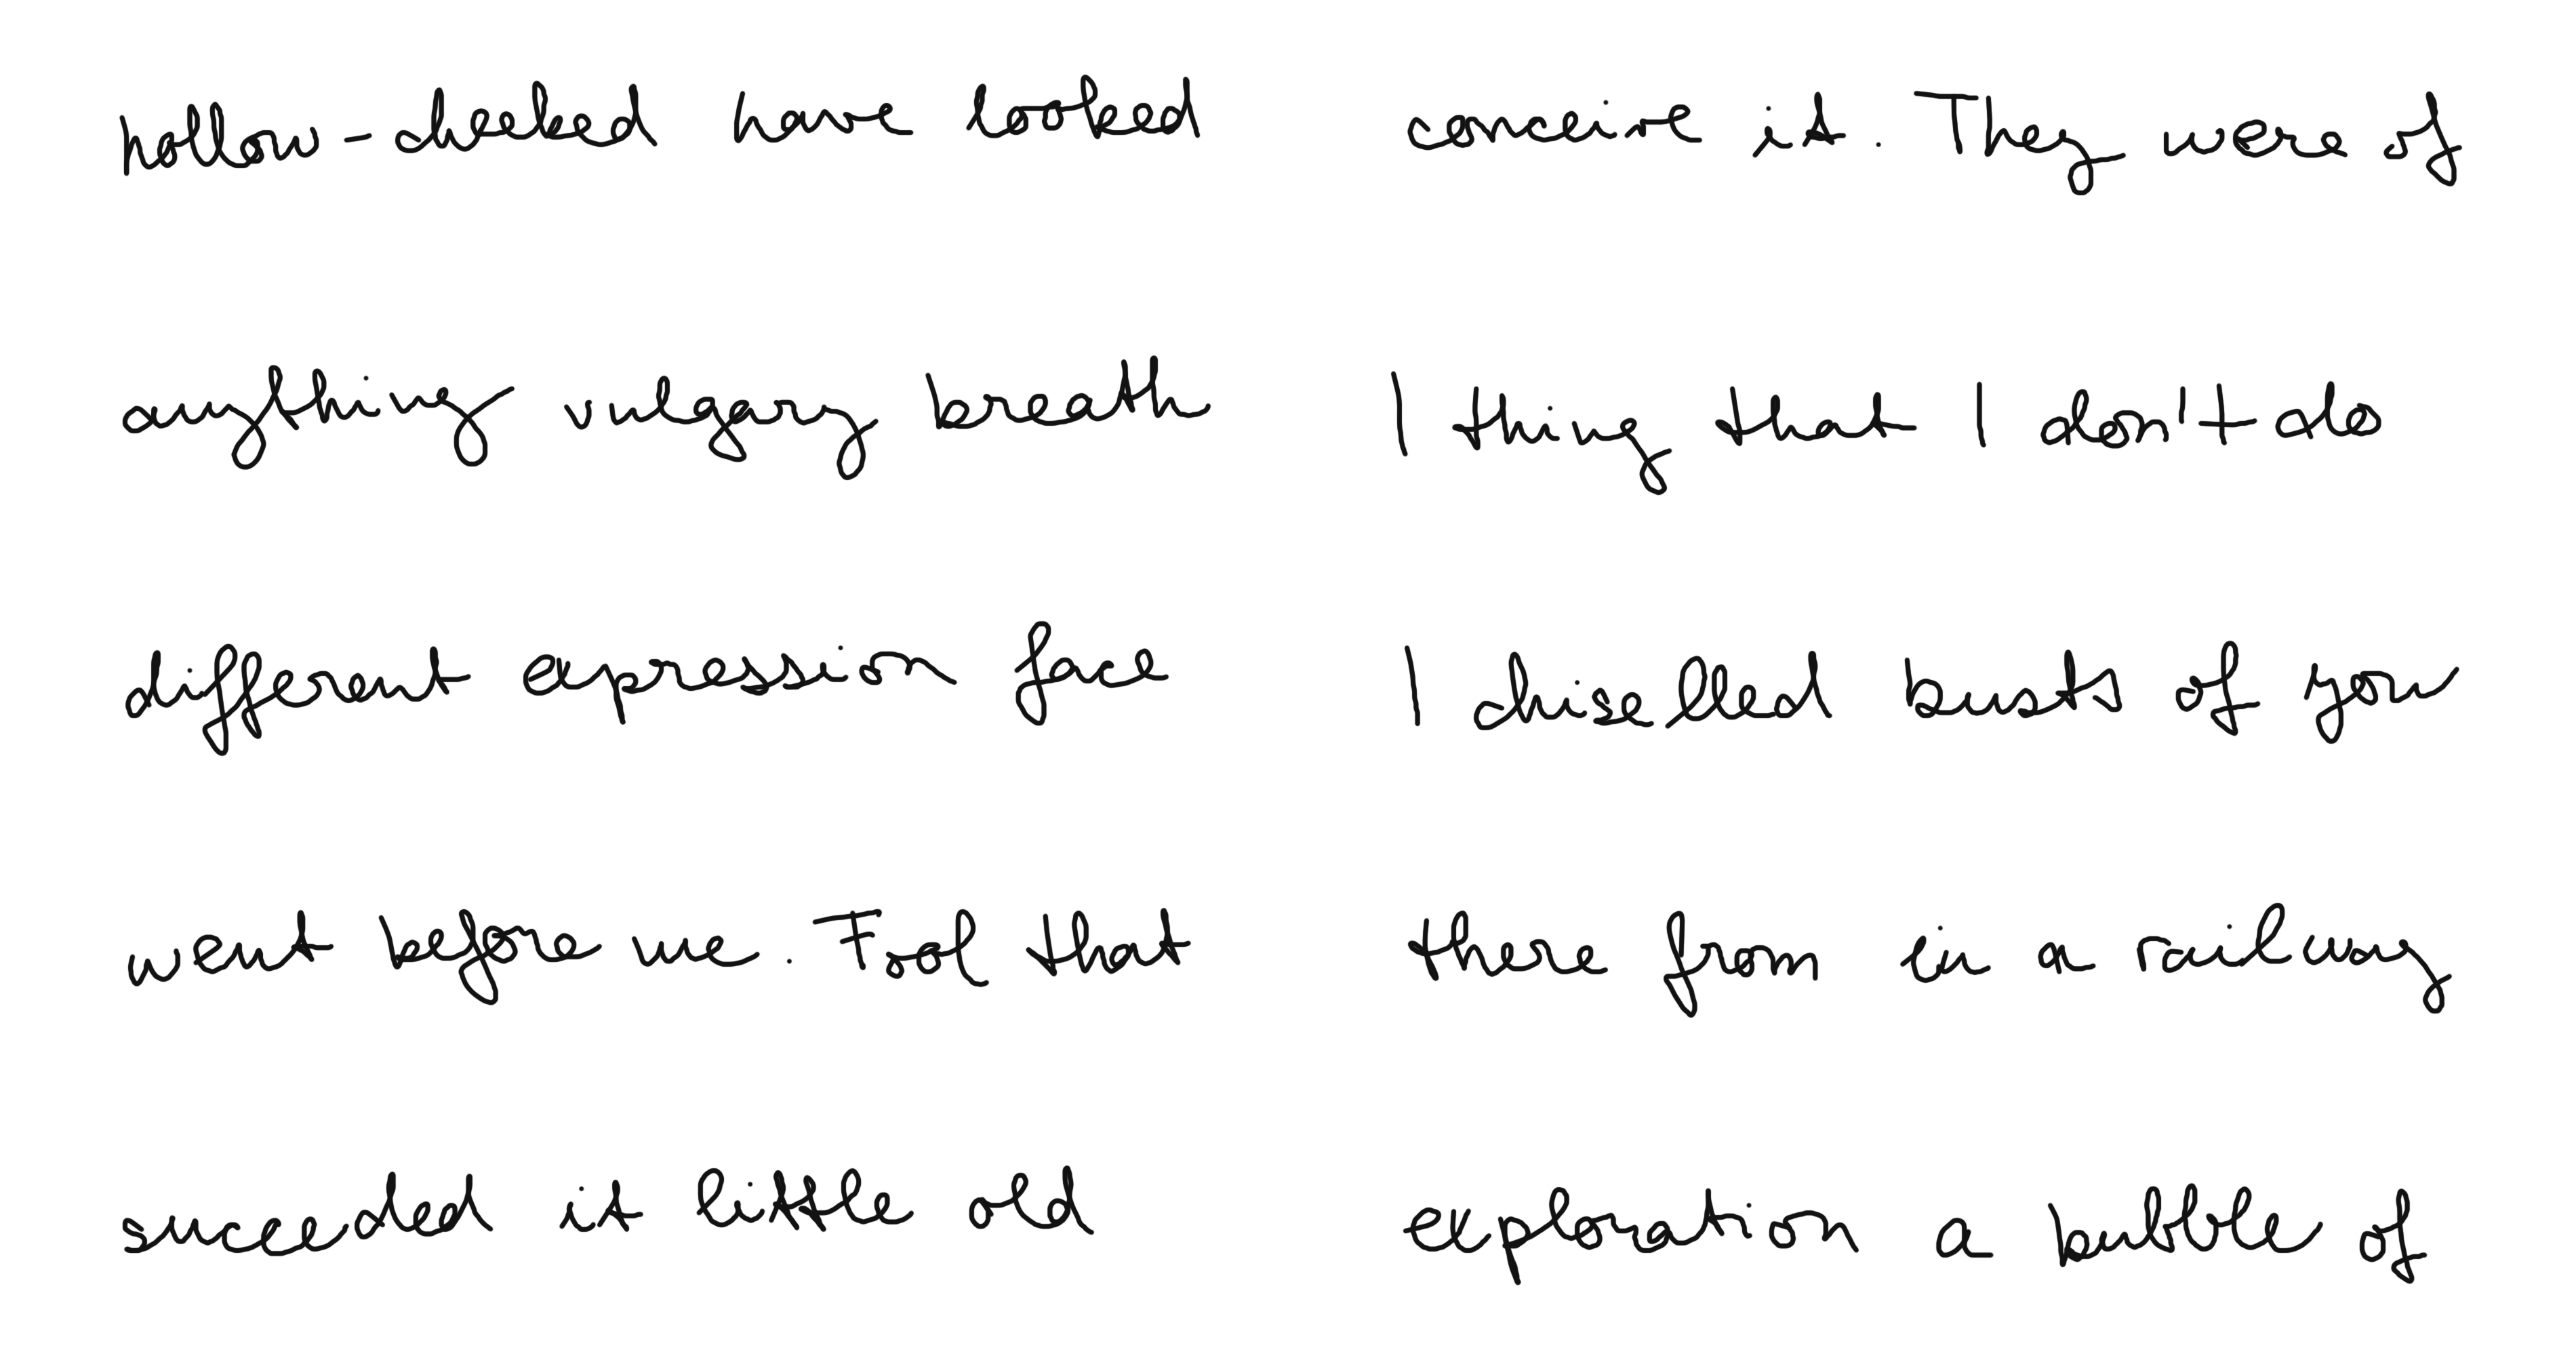 hollow-cheeked have looked
anything vulgary breath
different expression face
went before me. Fool that
succeeded it little old
conceive it. They were of
I thing that I don't do
I chiselled busts of you
there from in a railway
exploration a bubble of